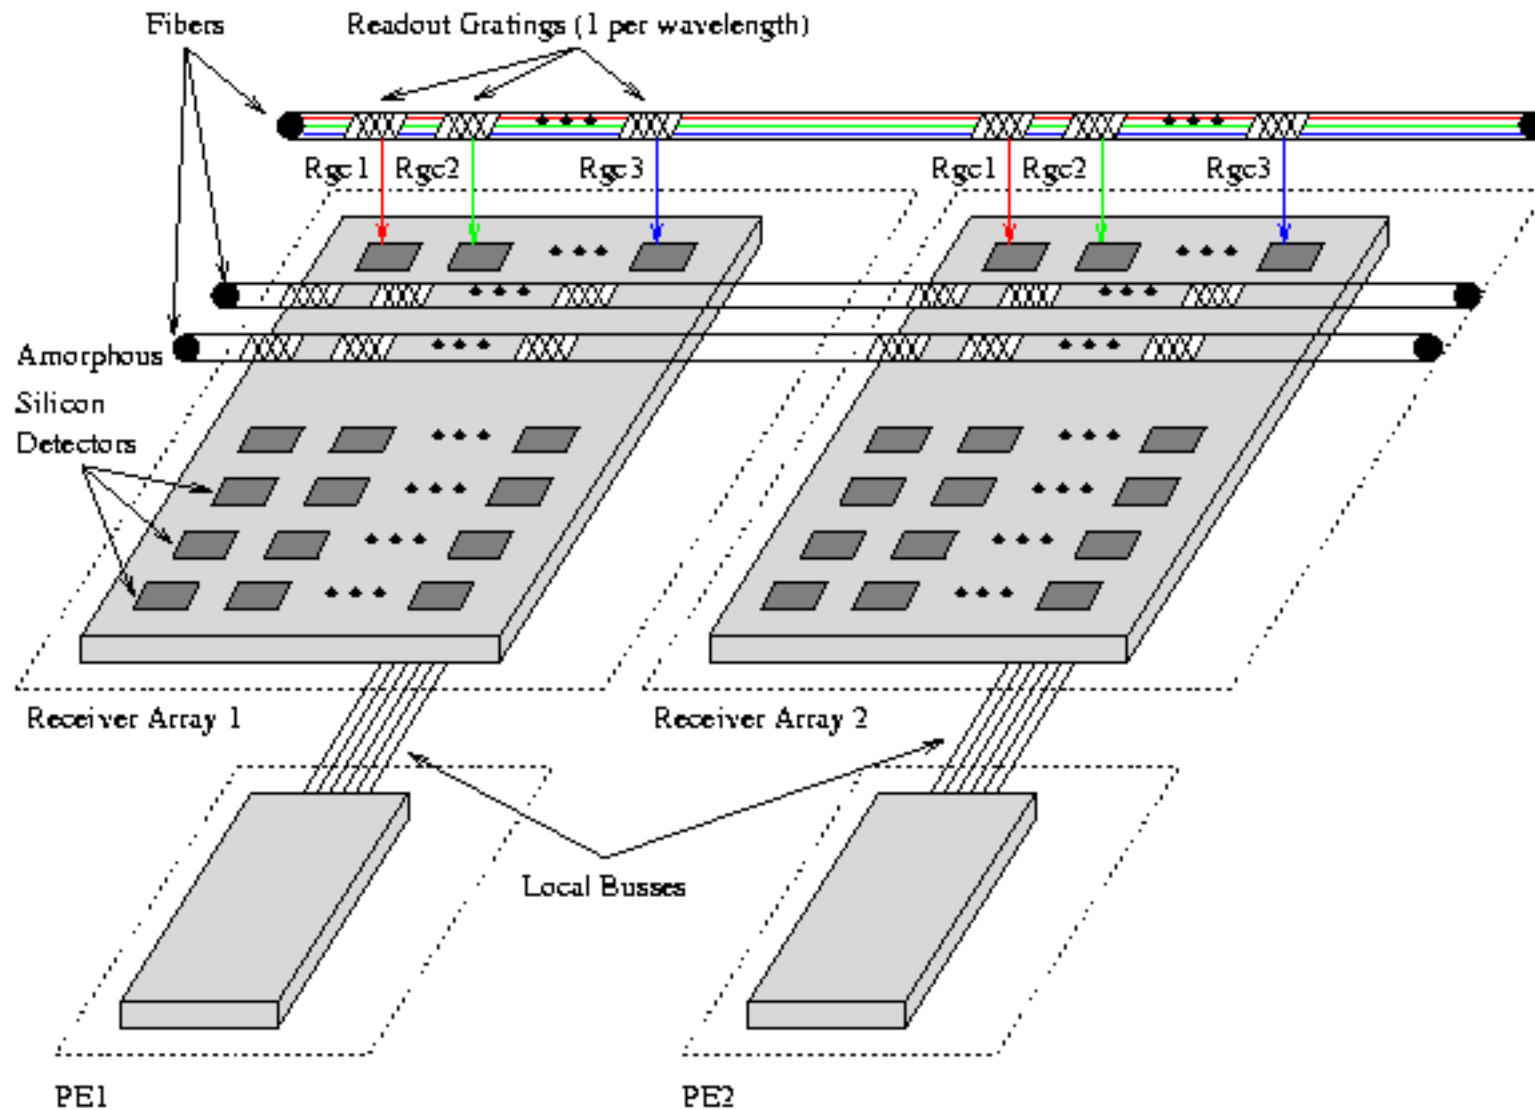 Fibers
Readout Gratings (1 per wavelength)
Rgc1 Rgc2 Rgc3 Rgc1 Rgc2 Rgc3
Amorphous
Silicon
Detectors
Receiver Array 1
Receiver Array 2
Local Busses
PE1
PE2